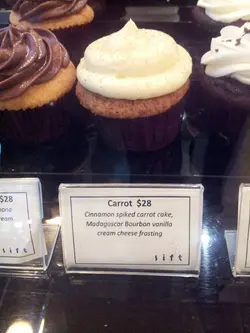 Carrot $28
Cinnamon spiked carrot cake,
Madagascar Bourbon vanilla
cream cheese frosting
sift
$28
sift